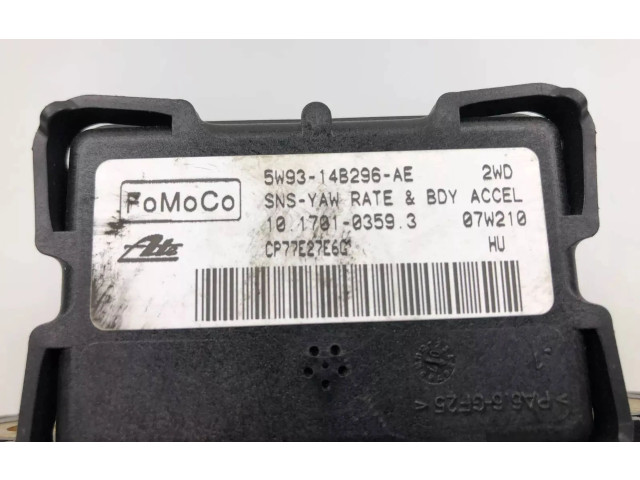 5W93-14B296-AE 2WD
FoMoCo
SNS-YAW RATE & BDY ACCEL
10.1701-0359.3 07W210
Ate
CP77E27E6Q HU
>PA6.6-GF25<